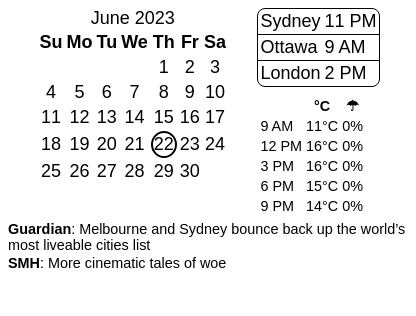 June 2023
Su Mo Tu We Th Fr Sa
1 2 3
4 5 6 7 8 9 10
11 12 13 14 15 16 17
18 19 20 21 22 23 24
25 26 27 28 29 30
Sydney 11 PM
Ottawa 9 AM
London 2 PM
°C ☂
9 AM 11°C 0%
12 PM 16°C 0%
3 PM 16°C 0%
6 PM 15°C 0%
9 PM 14°C 0%
Guardian: Melbourne and Sydney bounce back up the world’s
most liveable cities list
SMH: More cinematic tales of woe